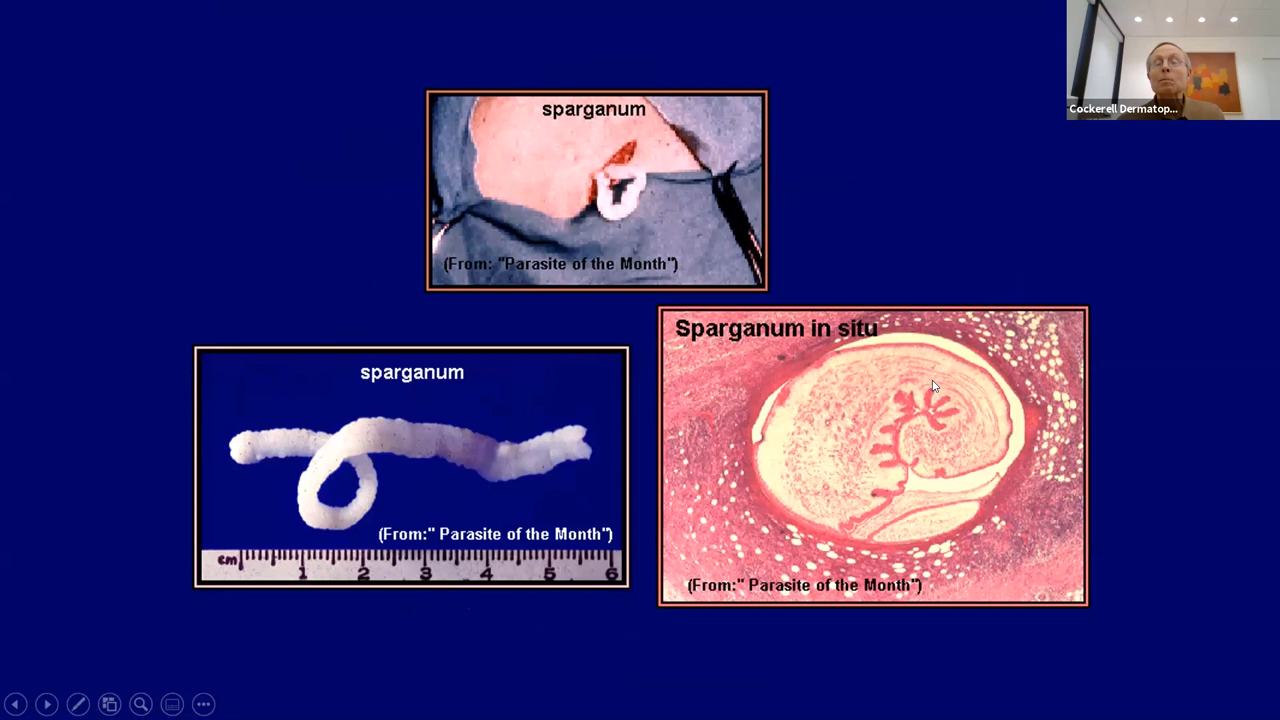 Cockerell Dermatop...
sparganum
(From: "Parasite of the Month")
Sparganum in situ
(From:" Parasite of the Month")
sparganum
(From:" Parasite of the Month")
cm 1 2 3 4 5 6